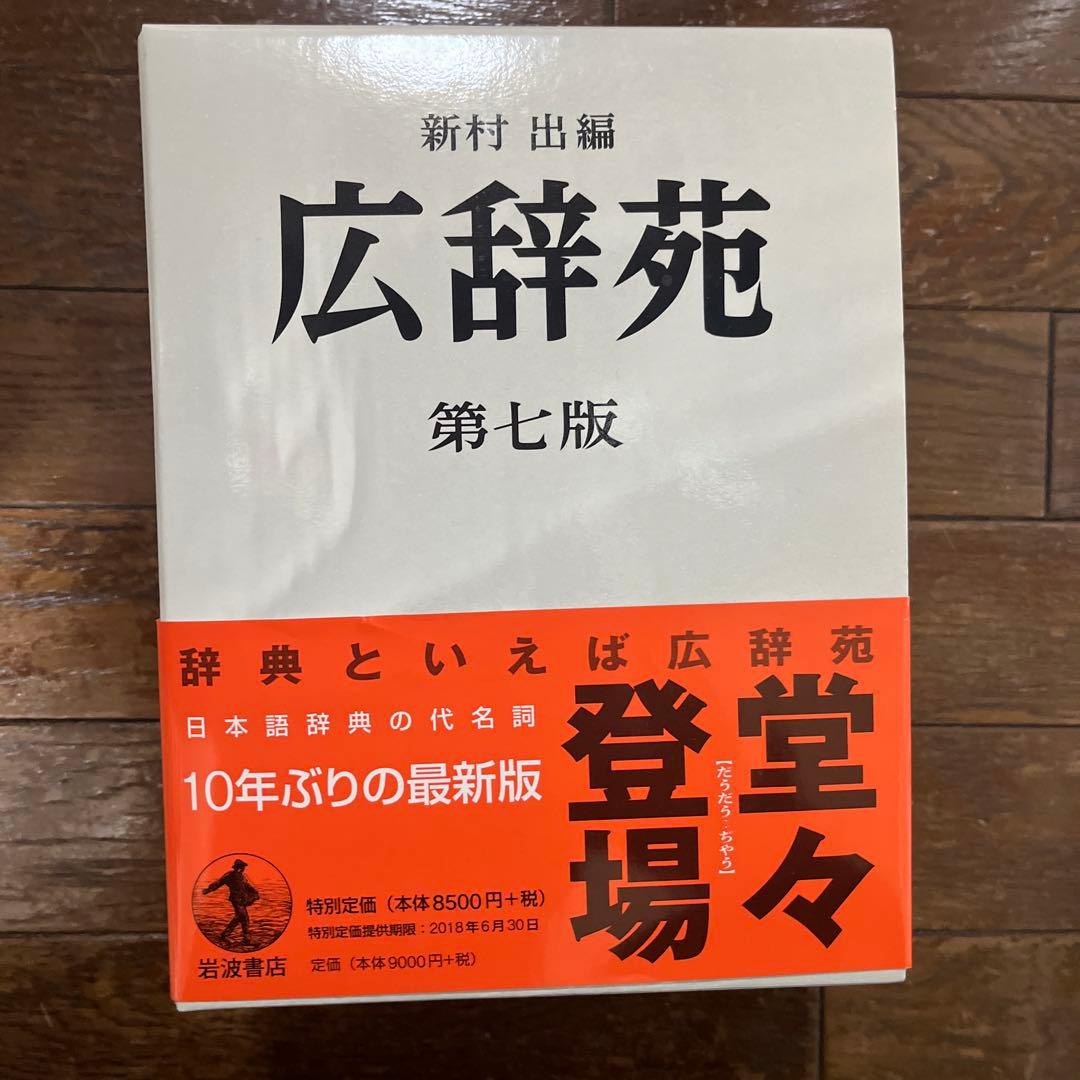 新村 出編
広辞苑
第七版
辞典といえば広辞苑
堂々
登場
【だうだう‥ぢやう】
日本語辞典の代名詞
10年ぶりの最新版
特別定価（本体8500円+税）
特別定価提供期限：2018年6月30日
定価（本体9000円+税）
岩波書店